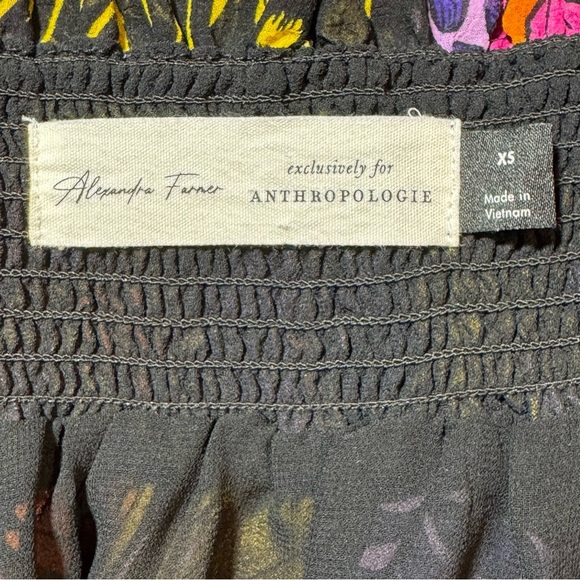 Alexandra Farmer
exclusively for
ANTHROPOLOGIE
XS
Made in
Vietnam